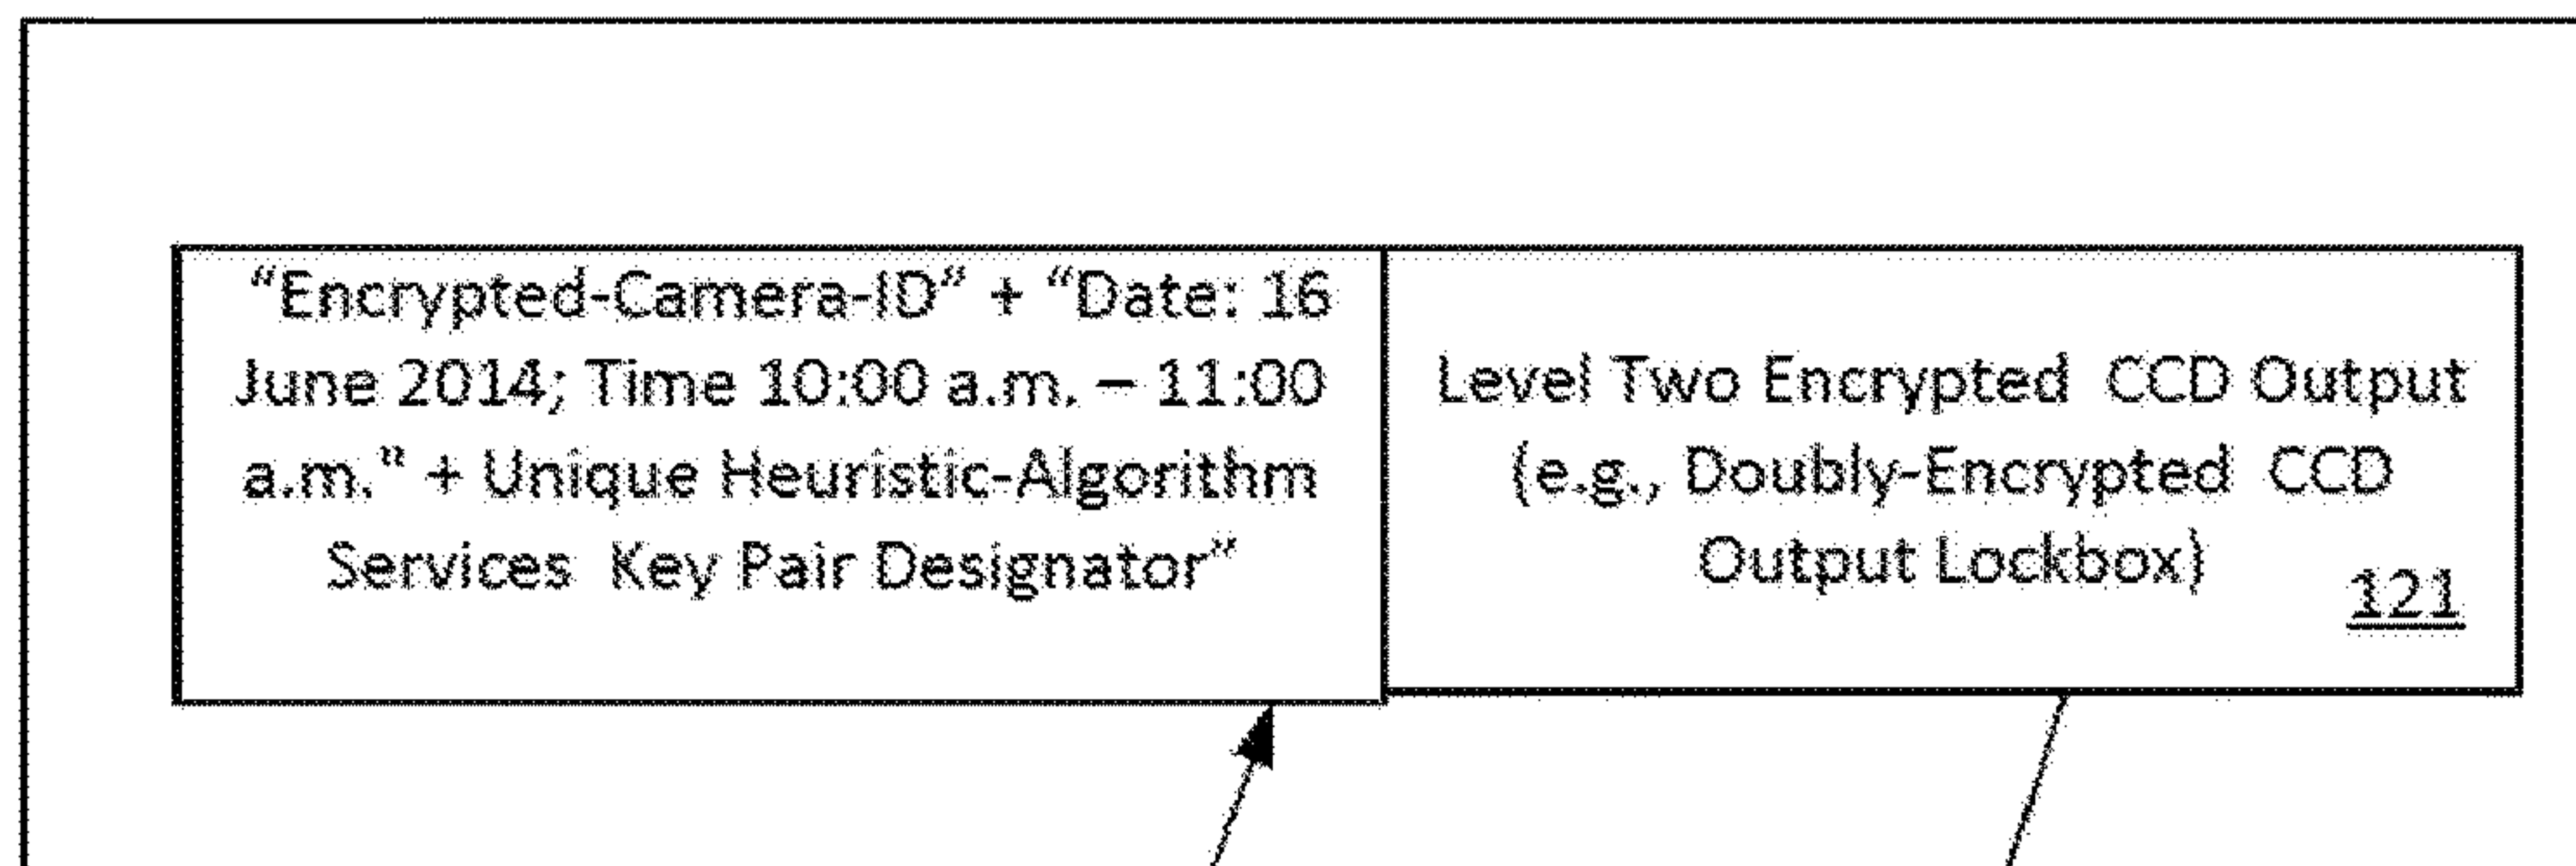 “Encrypted-Camera-ID” + “Date: 16
June 2014; Time 10:00 a.m. – 11:00
a.m." + Unique Heuristic-Algorithm
Services Key Pair Designator”
Level Two Encrypted CCD Output
(e.g., Doubly-Encrypted CCD
Output Lockbox)
121